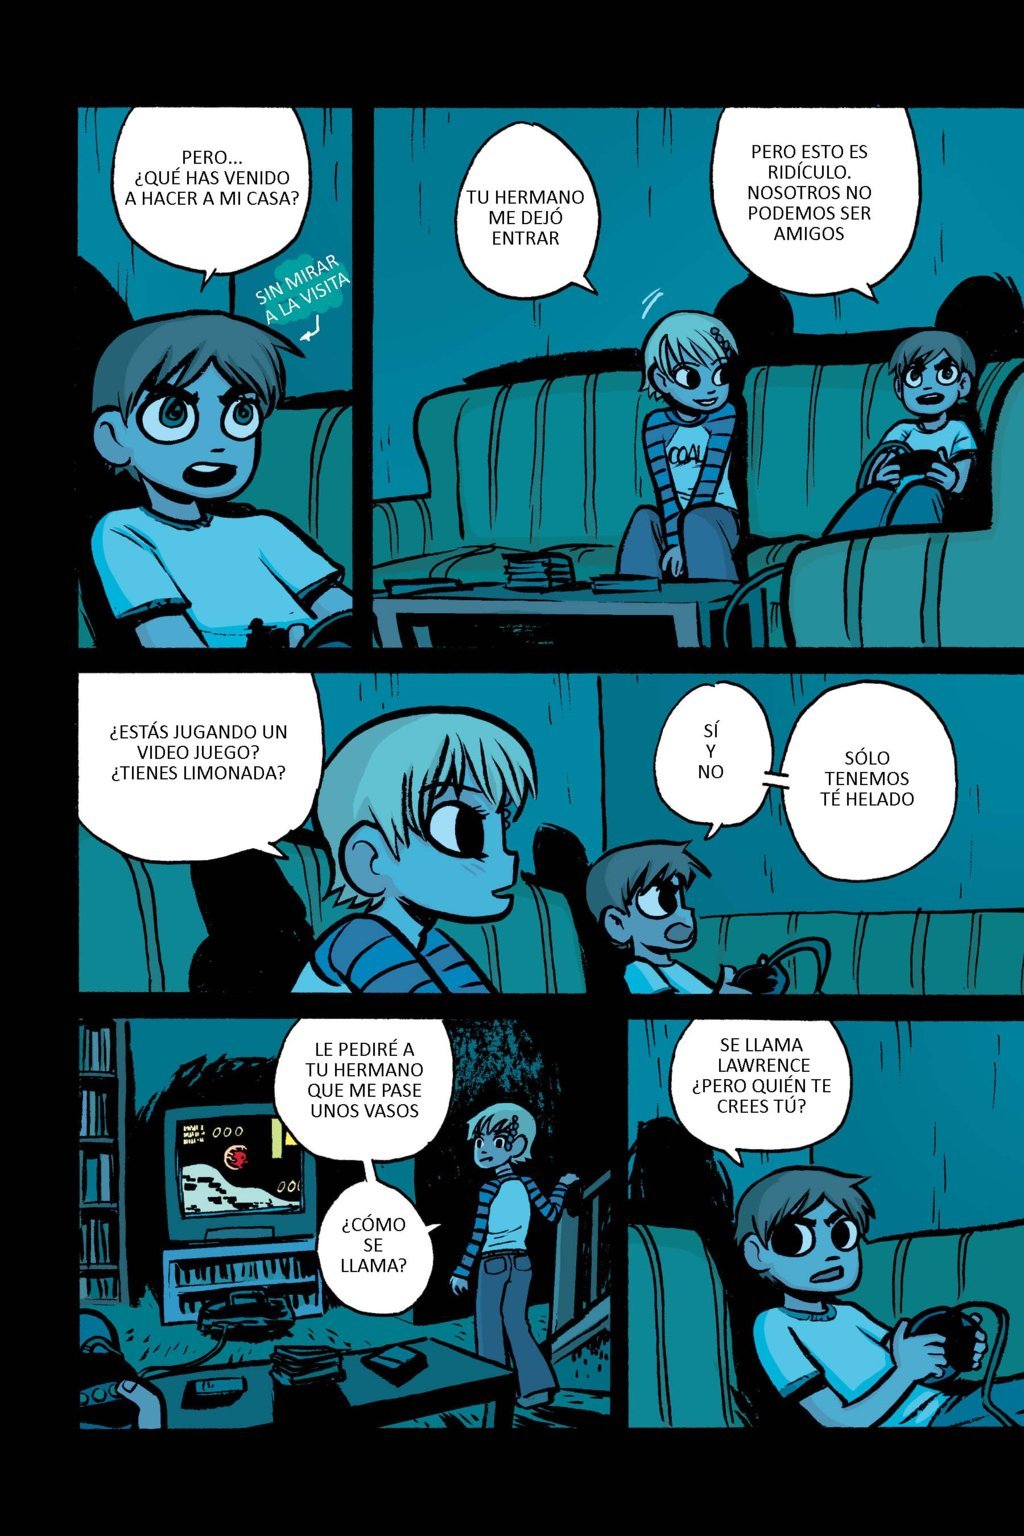 PERO...
¿QUÉ HAS VENIDO
A HACER A MI CASA?
SIN MIRAR
A LA VISITA
TU HERMANO
ME DEJÓ
ENTRAR
PERO ESTO ES
RIDÍCULO.
NOSOTROS NO
PODEMOS SER
AMIGOS
COAL
¿ESTÁS JUGANDO UN
VIDEO JUEGO?
¿TIENES LIMONADA?
SÍ
Y
NO
SÓLO
TENEMOS
TÉ HELADO
LE PEDIRÉ A
TU HERMANO
QUE ME PASE
UNOS VASOS
000
00
¿CÓMO
SE
LLAMA?
SE LLAMA
LAWRENCE
¿PERO QUIÉN TE
CREES TÚ?